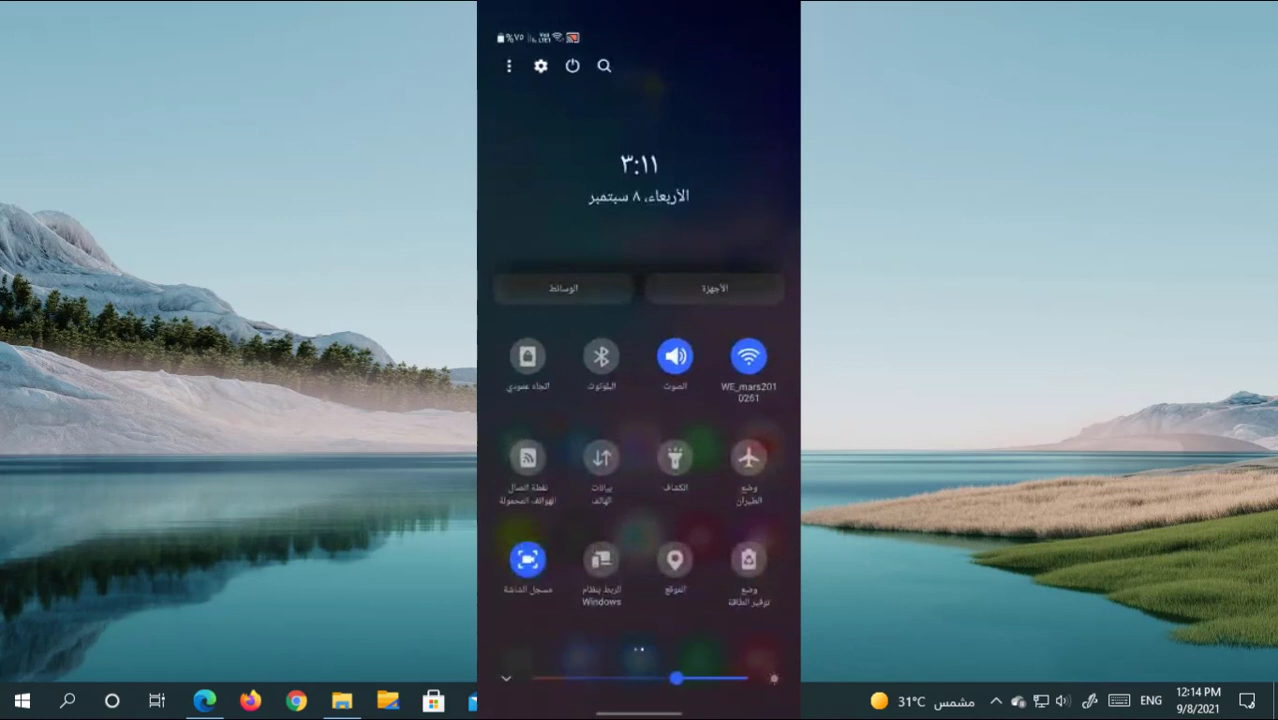 %٧٥
٣:١١
الأربعاء، ٨ سبتمبر
الأجهزة
الوسائط
WE_mars201
0261
الصوت
البلوتوث
اتجاه عمودي
وضع
الطيران
الكشاف
بيانات
الهاتف
نقطة اتصال
الهواتف المحمولة
وضع
توفير الطاقة
الموقع
الربط بنظام
Windows
مسجل الشاشة
31°C مشمس
ENG
12:14 PM
9/8/2021